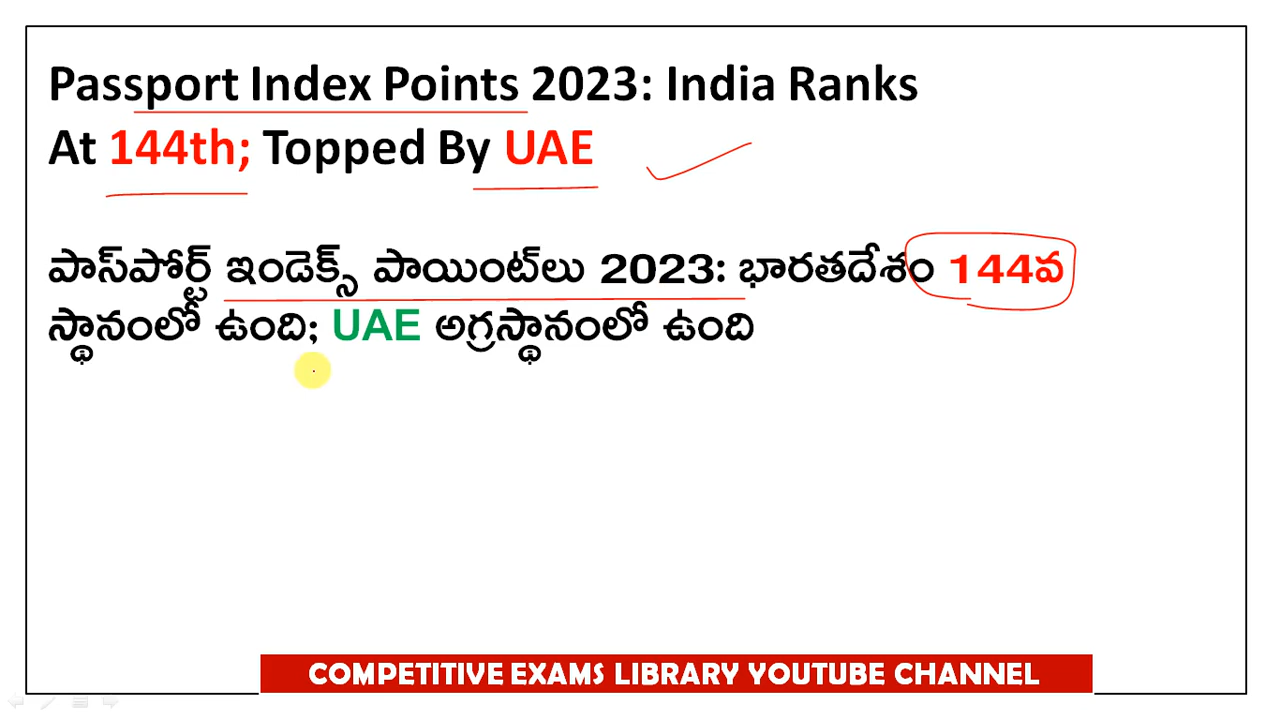 Passport Index Points 2023: India Ranks
At 144th; Topped By UAE
పాస్‌పోర్ట్ ఇండెక్స్ పాయింట్‌లు 2023: భారతదేశం 144వ
స్థానంలో ఉంది; UAE అగ్రస్థానంలో ఉంది
COMPETITIVE EXAMS LIBRARY YOUTUBE CHANNEL